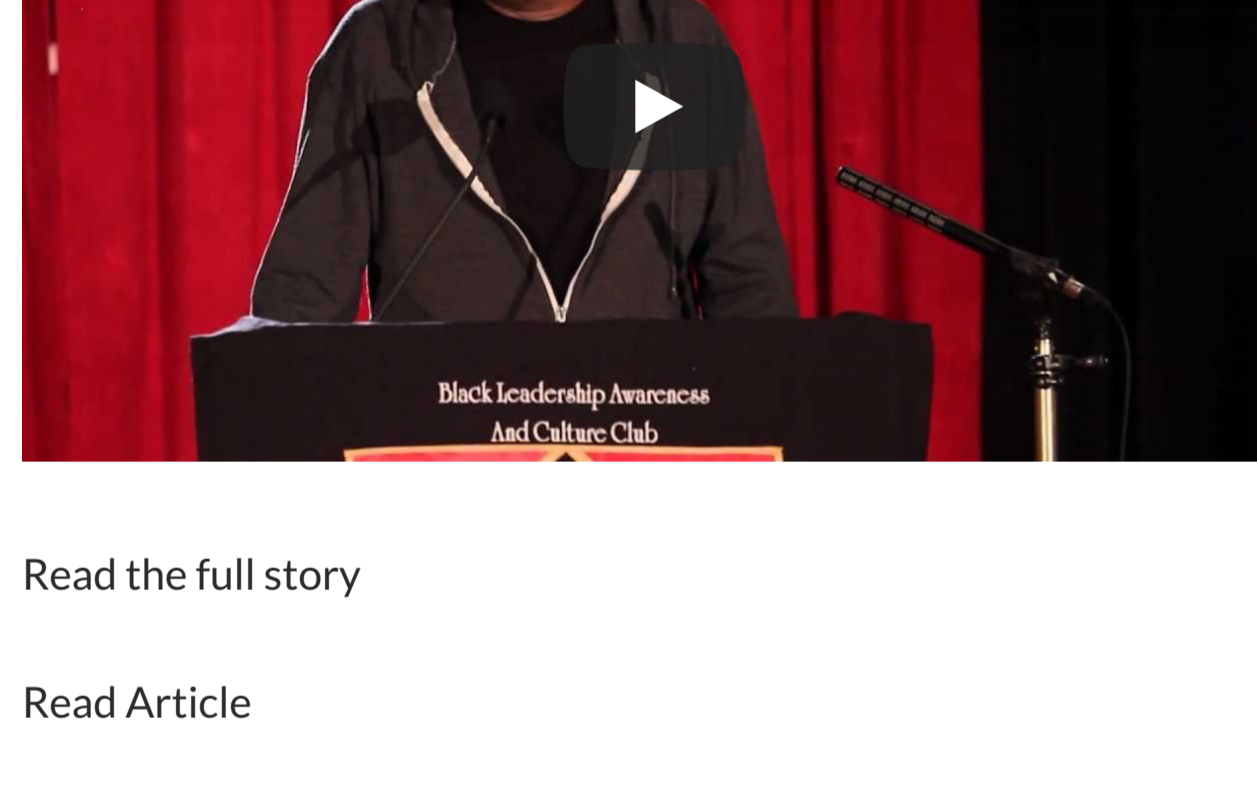 Black Leadership Awareness
And Culture Club
Read the full story
Read Article